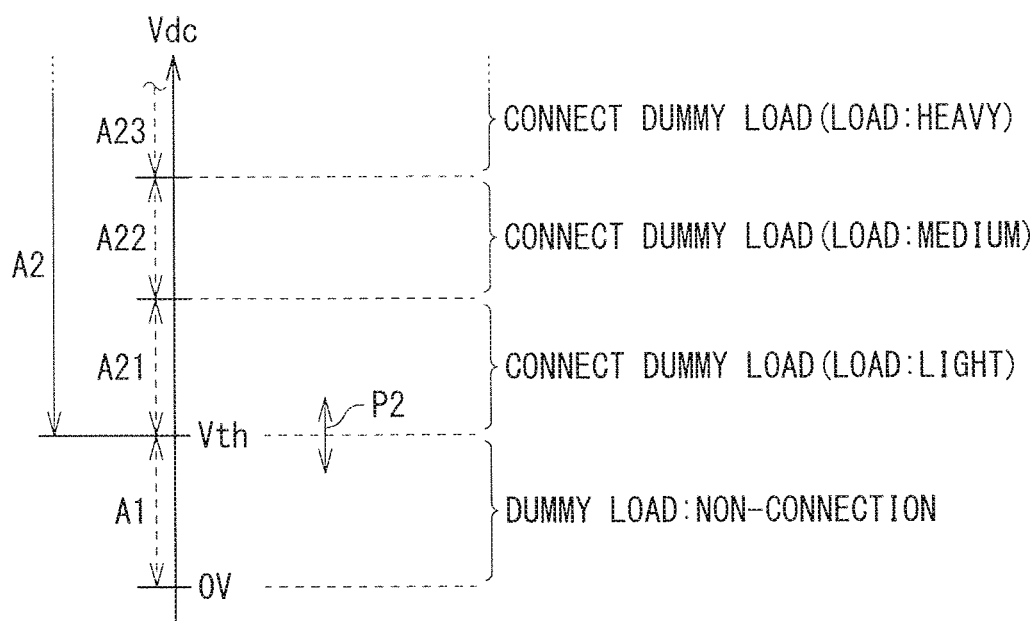 Vdc
A23
CONNECT DUMMY LOAD(LOAD:HEAVY)
A22
CONNECT DUMMY LOAD(LOAD:MEDIUM)
A2
A21
CONNECT DUMMY LOAD(LOAD:LIGHT)
P2
Vth
A1
DUMMY LOAD:NON-CONNECTION
0V